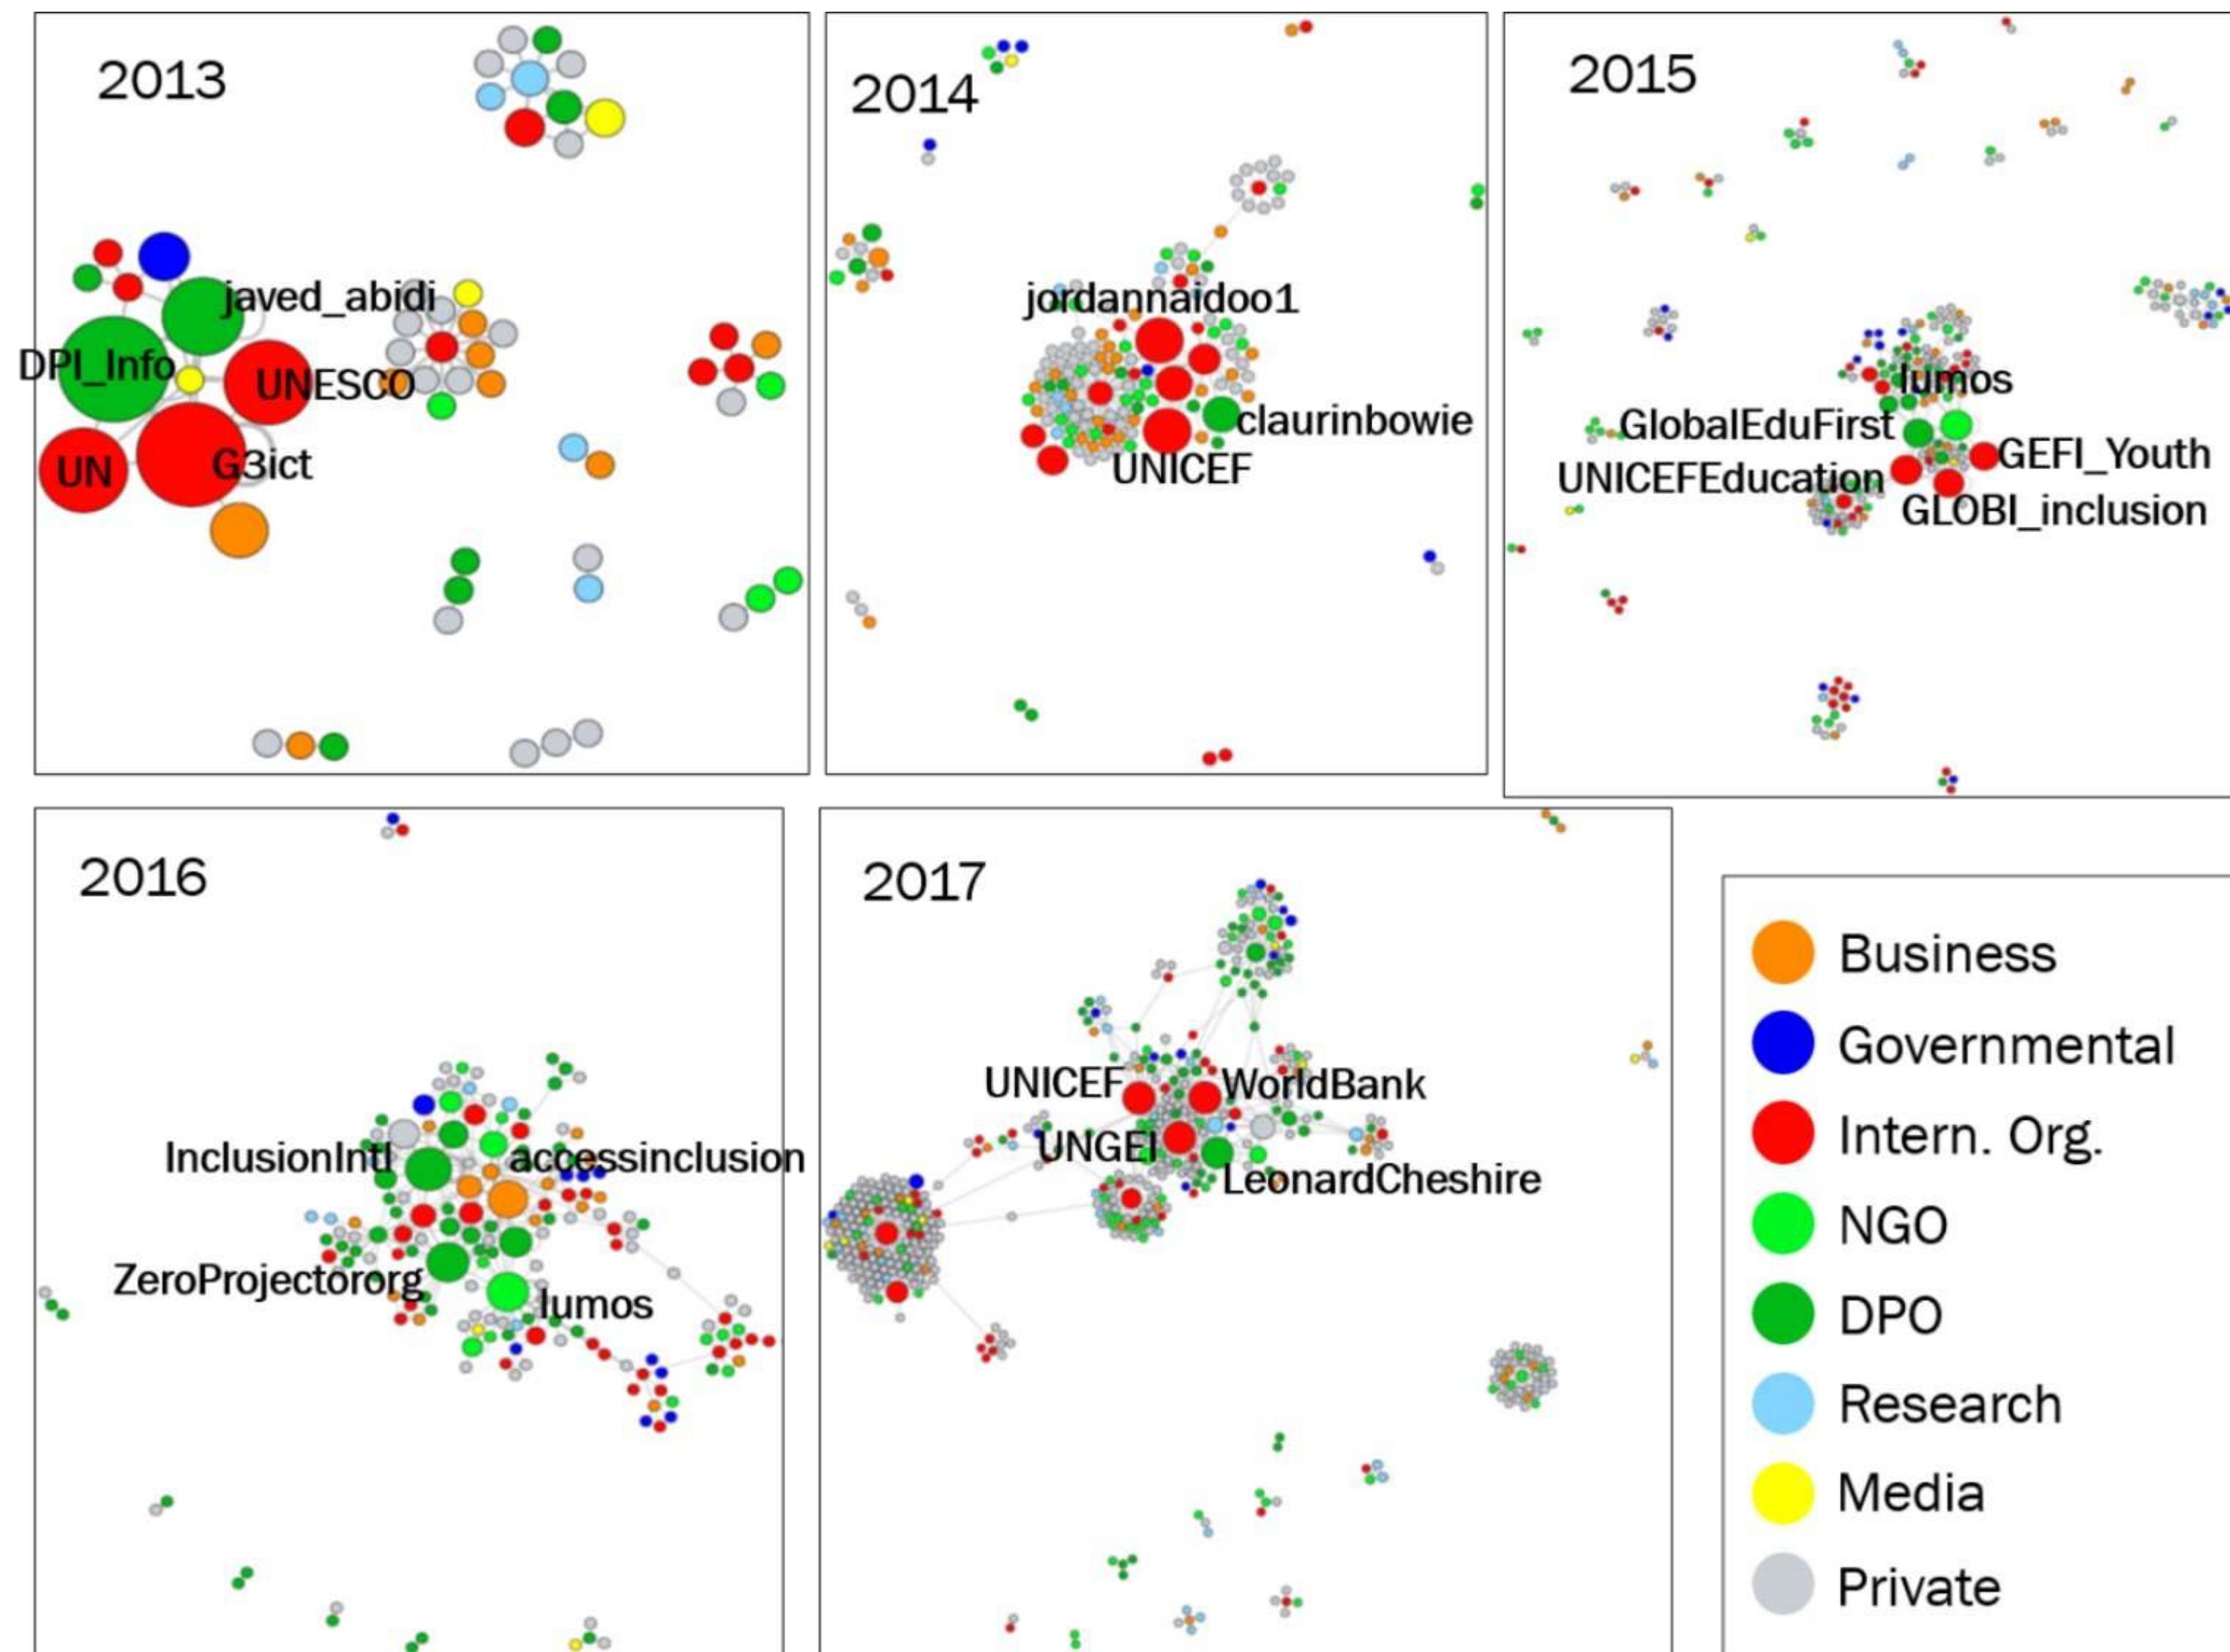 2013
javed_abidi
DPI_Info
UNESCO
UN
G3ict
2014
jordannaidoo1
claurinbowie
UNICEF
2015
lumos
GlobalEduFirst
GEFI_Youth
UNICEFEducation
GLOBI_inclusion
2016
InclusionIntl
accessinclusion
ZeroProjectororg
lumos
2017
UNICEF
WorldBank
UNGEI
LeonardCheshire
Business
Governmental
Intern. Org.
NGO
DPO
Research
Media
Private